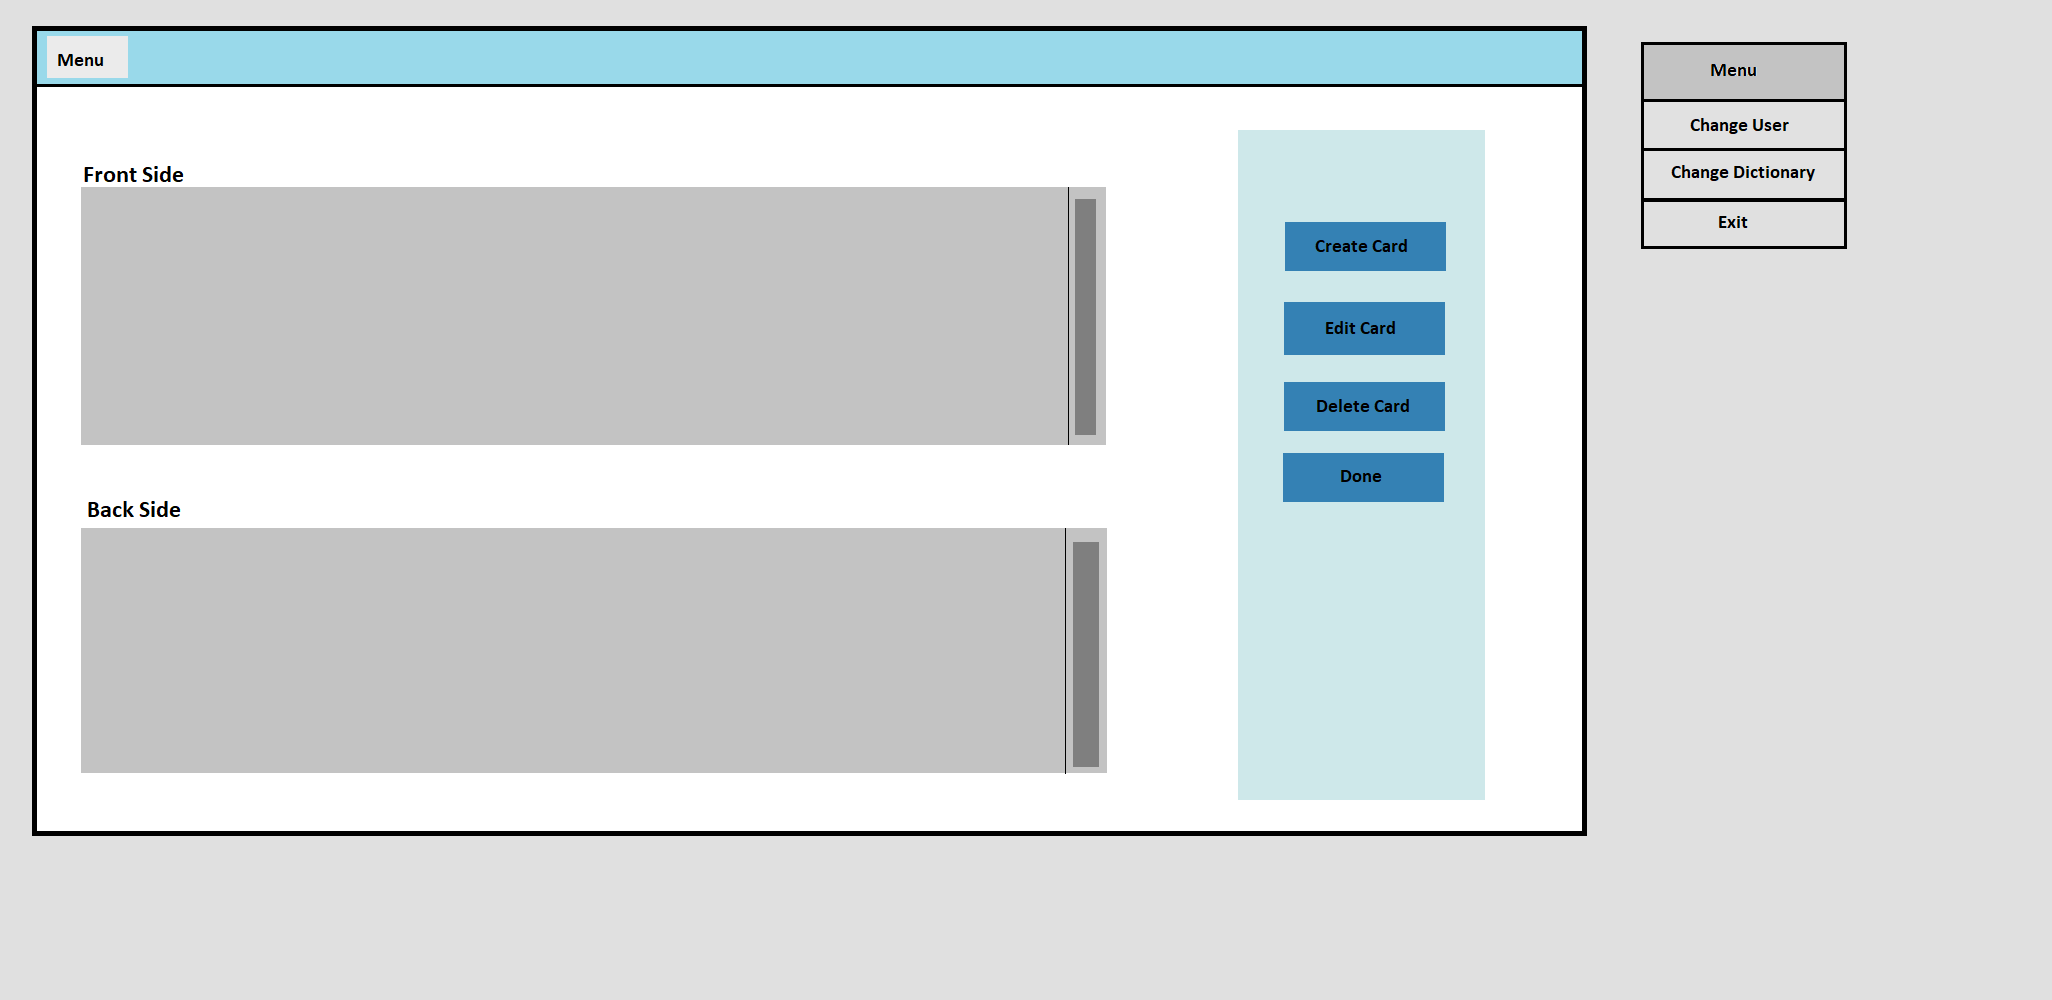 Menu
Front Side
Back Side
Create Card
Edit Card
Delete Card
Done
Menu
Change User
Change Dictionary
Exit